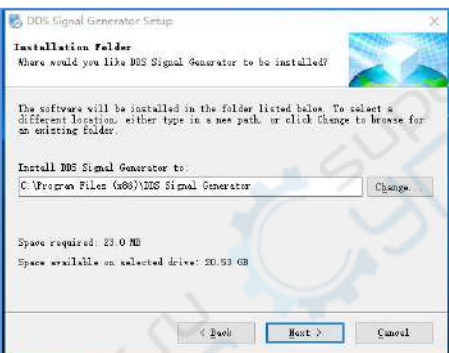 DDS Signal Generator Setup
Installation Folder
Where would you like DDS Signal Generator to be installed?
The software will be installed in the folder listed below. To select a
different location, either type in a new path, or click Change to browse for
an existing folder.
Install DDS Signal Generator to:
C:\Program Files (x86)\DDS Signal Generator
Change...
Space required: 23.0 MB
Space available on selected drive: 20.53 GB
< Back
Next >
Cancel